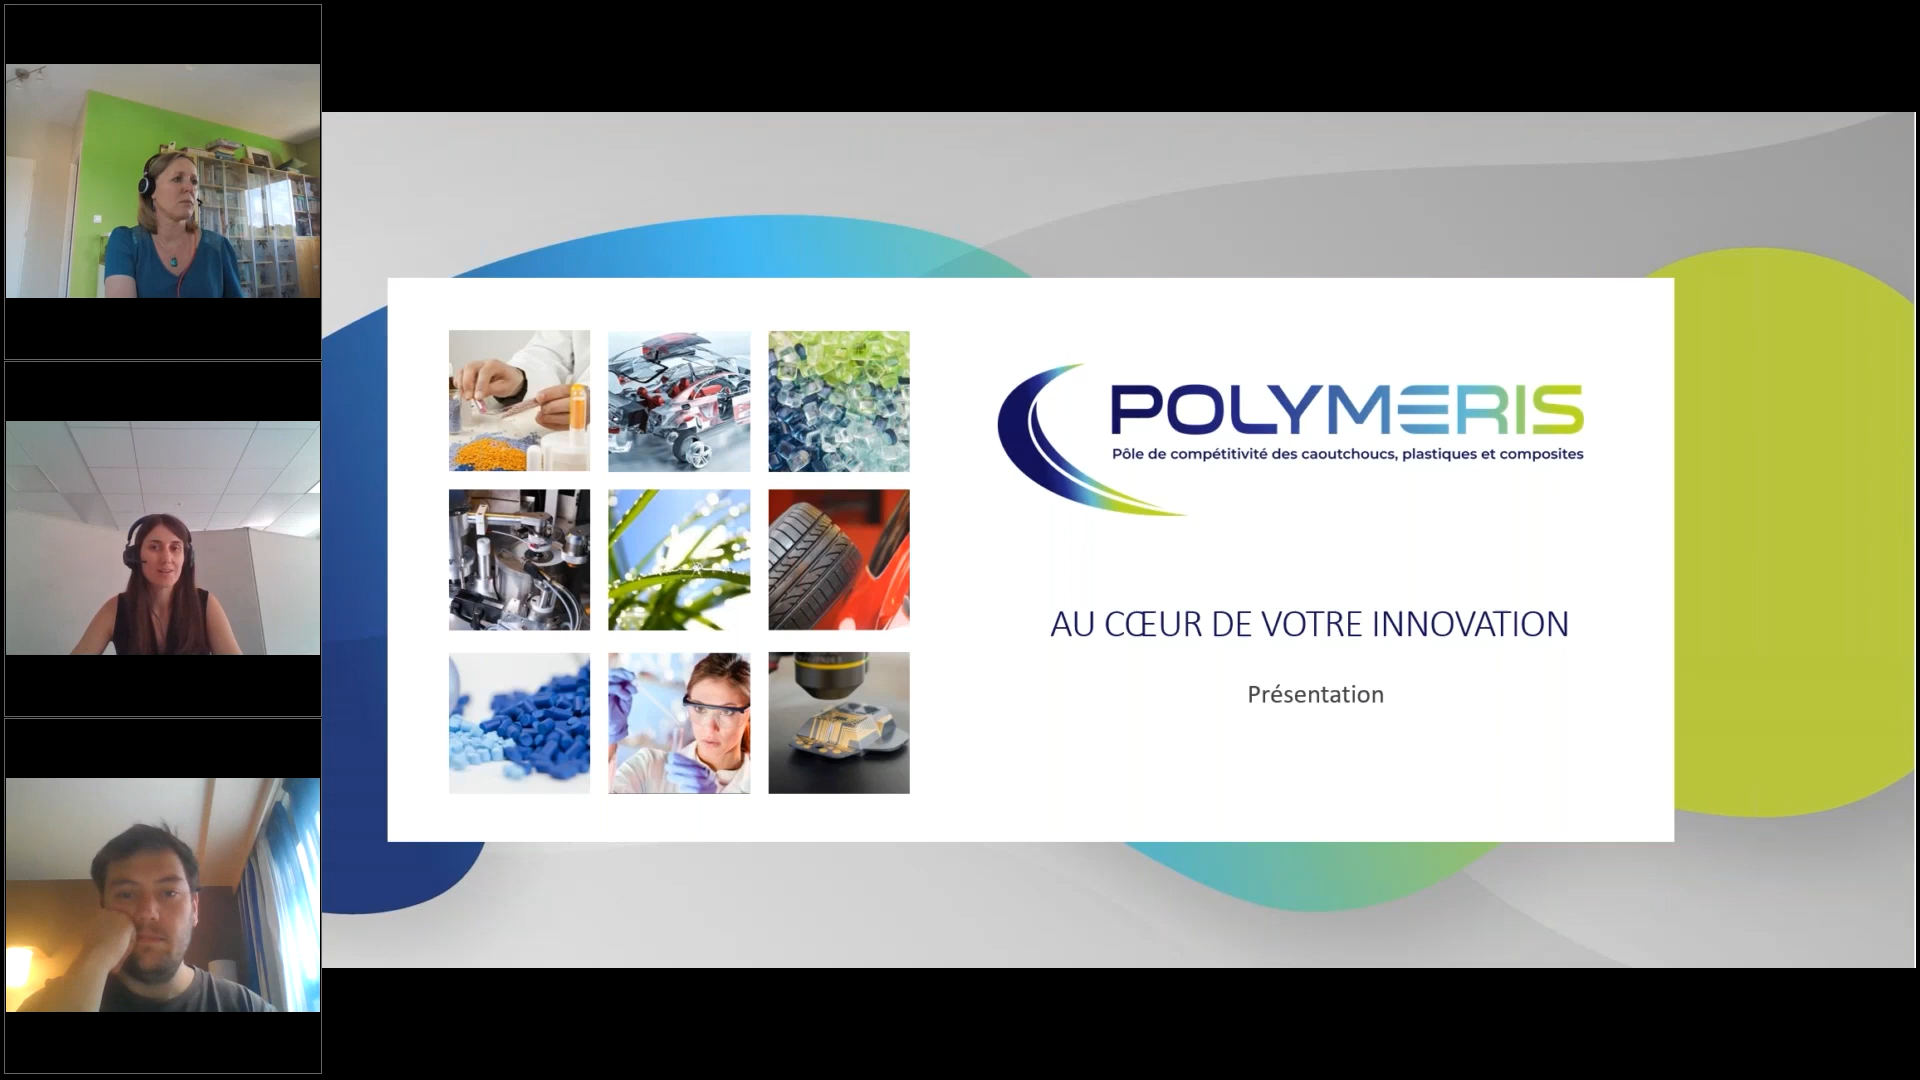 POLYMERIS
Pôle de compétitivité des caoutchoucs, plastiques et composites
AU CŒUR DE VOTRE INNOVATION
Présentation